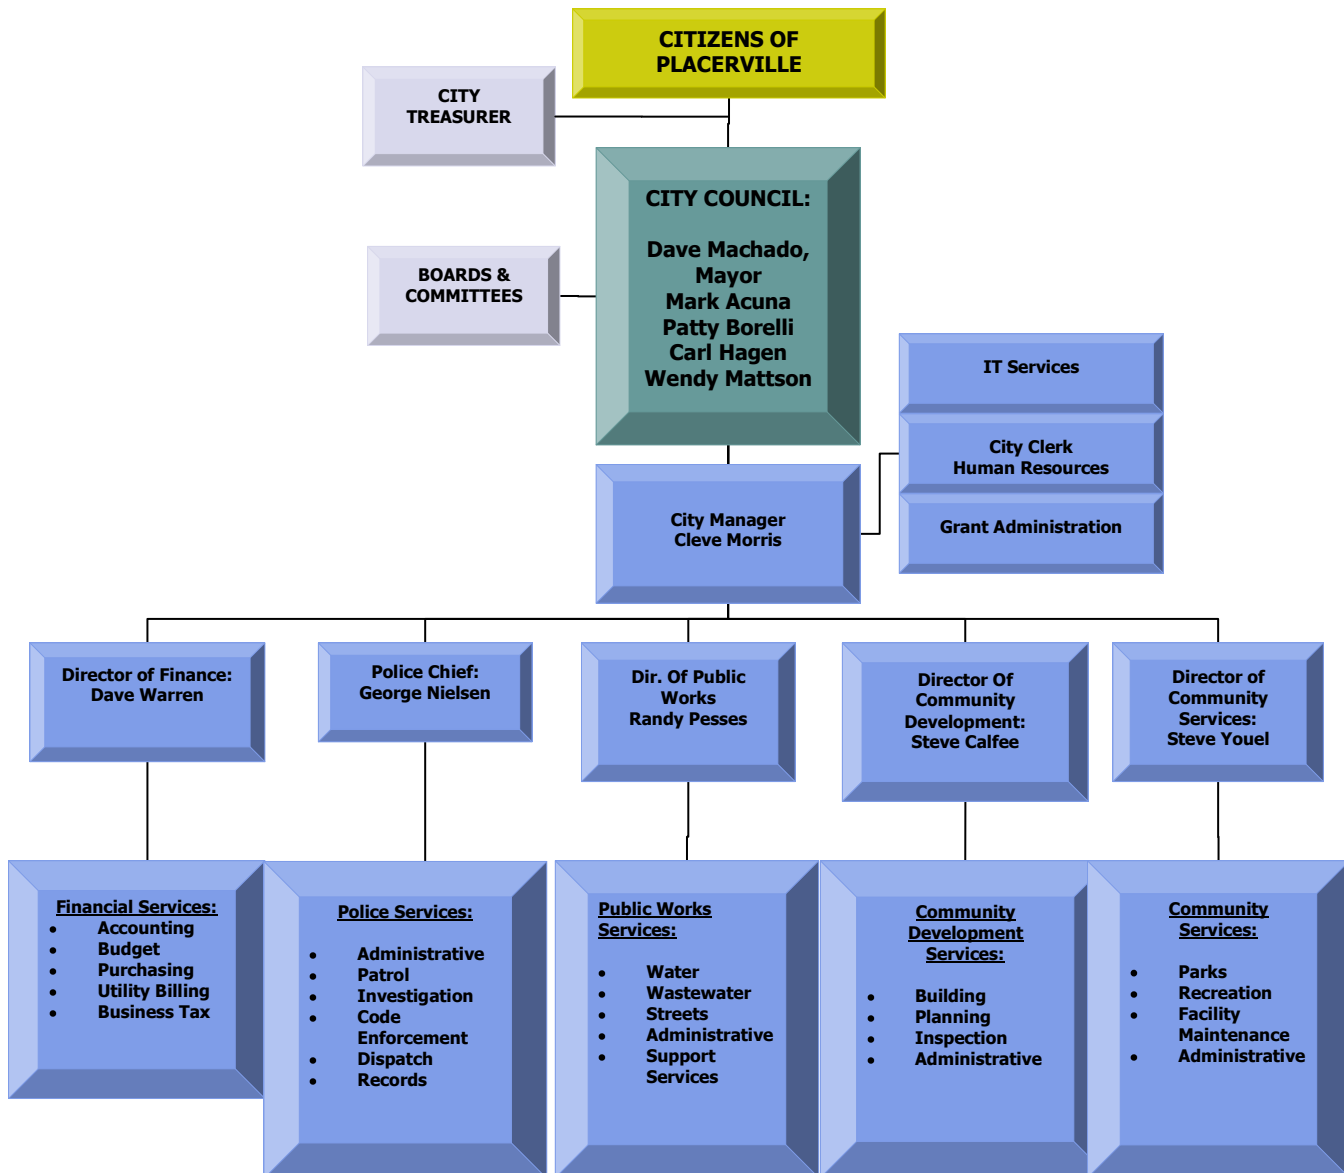 CITIZENS OF
PLACERVILLE
CITY
TREASURER
CITY COUNCIL:
Dave Machado,
Mayor
Mark Acuna
Patty Borelli
Carl Hagen
Wendy Mattson
BOARDS &
COMMITTEES
IT Services
City Clerk
Human Resources
Grant Administration
City Manager
Cleve Morris
Director of Finance:
Dave Warren
Police Chief:
George Nielsen
Dir. Of Public
Works
Randy Pesses
Director Of
Community
Development:
Steve Calfee
Director of
Community
Services:
Steve Youel
Financial Services:
• Accounting
• Budget
• Purchasing
• Utility Billing
• Business Tax
Police Services:
• Administrative
• Patrol
• Investigation
• Code
Enforcement
• Dispatch
• Records
Public Works
Services:
• Water
• Wastewater
• Streets
• Administrative
• Support
Services
Community
Development
Services:
• Building
• Planning
• Inspection
• Administrative
Community
Services:
• Parks
• Recreation
• Facility
Maintenance
• Administrative